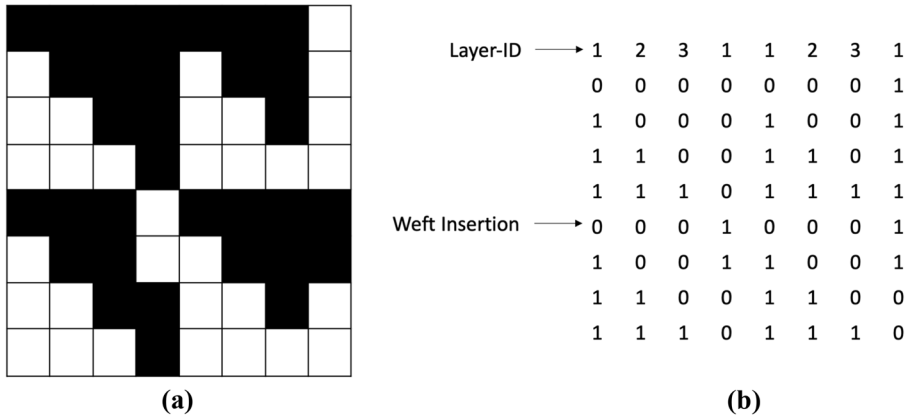 Layer-ID 1 2 3 1 1 2 3 1
0 0 0 0 0 0 0 1
1 0 0 0 1 0 0 1
1 1 0 0 1 1 0 1
1 1 1 0 1 1 1 1
Weft Insertion 0 0 0 1 0 0 0 1
1 0 0 1 1 0 0 1
1 1 0 0 1 1 0 0
1 1 1 0 1 1 1 0
(a) (b)